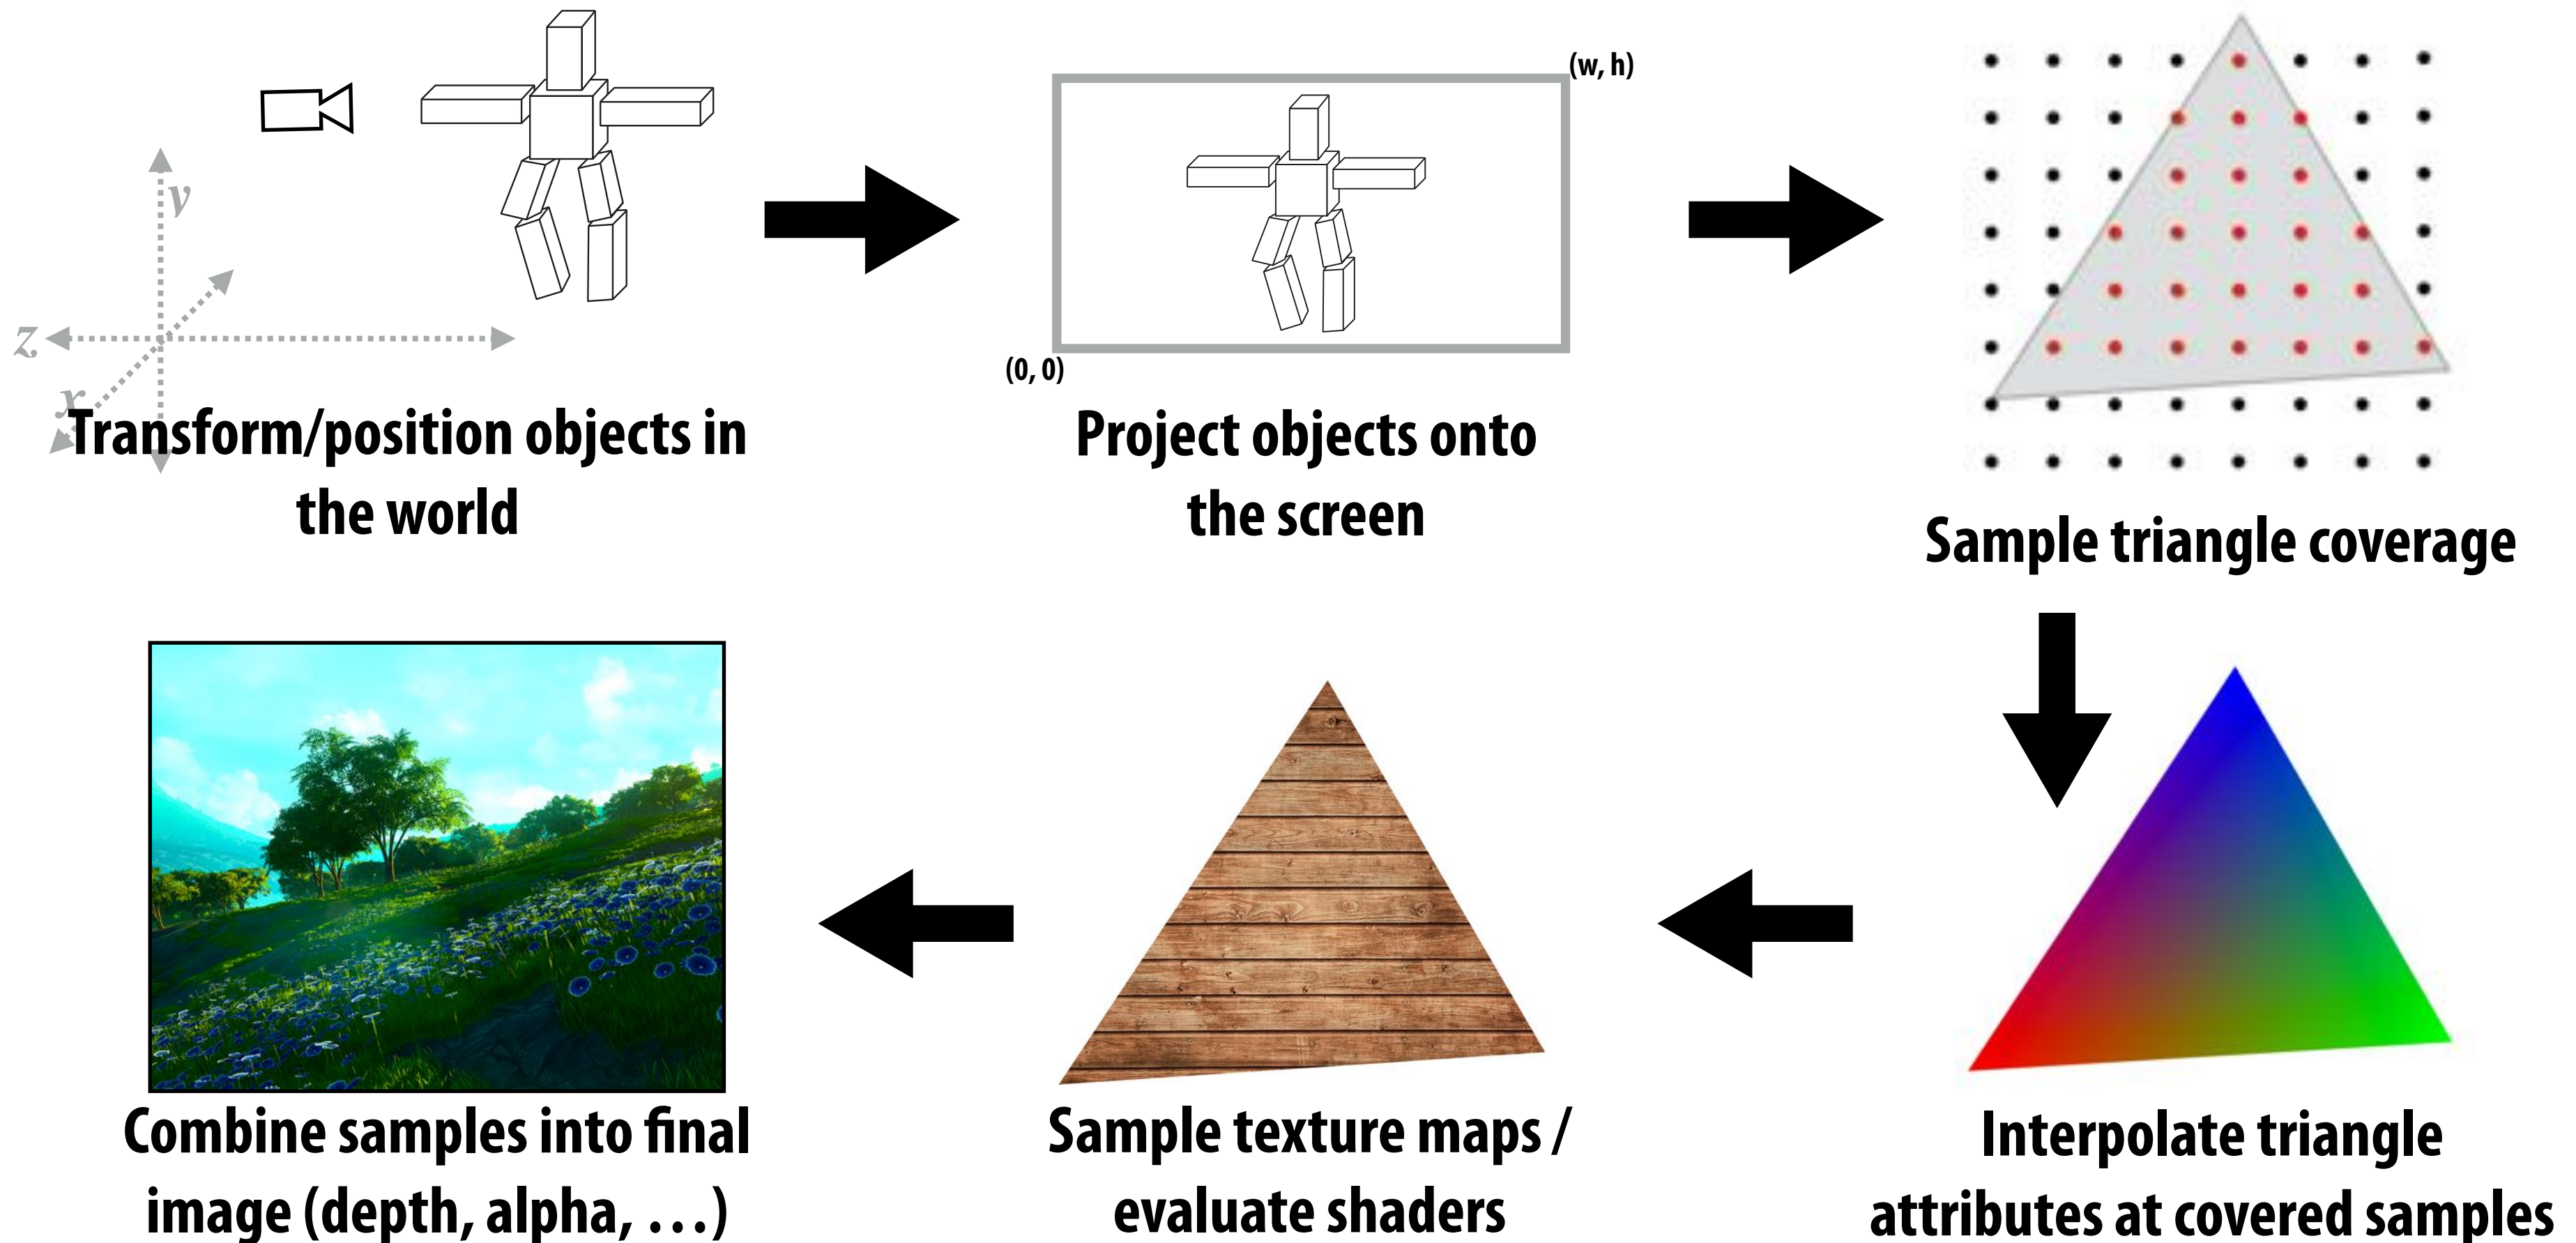 y
z
x
Transform/position objects in
the world
(w, h)
(0, 0)
Project objects onto
the screen
Sample triangle coverage
Interpolate triangle
attributes at covered samples
Sample texture maps /
evaluate shaders
Combine samples into final
image (depth, alpha, …)